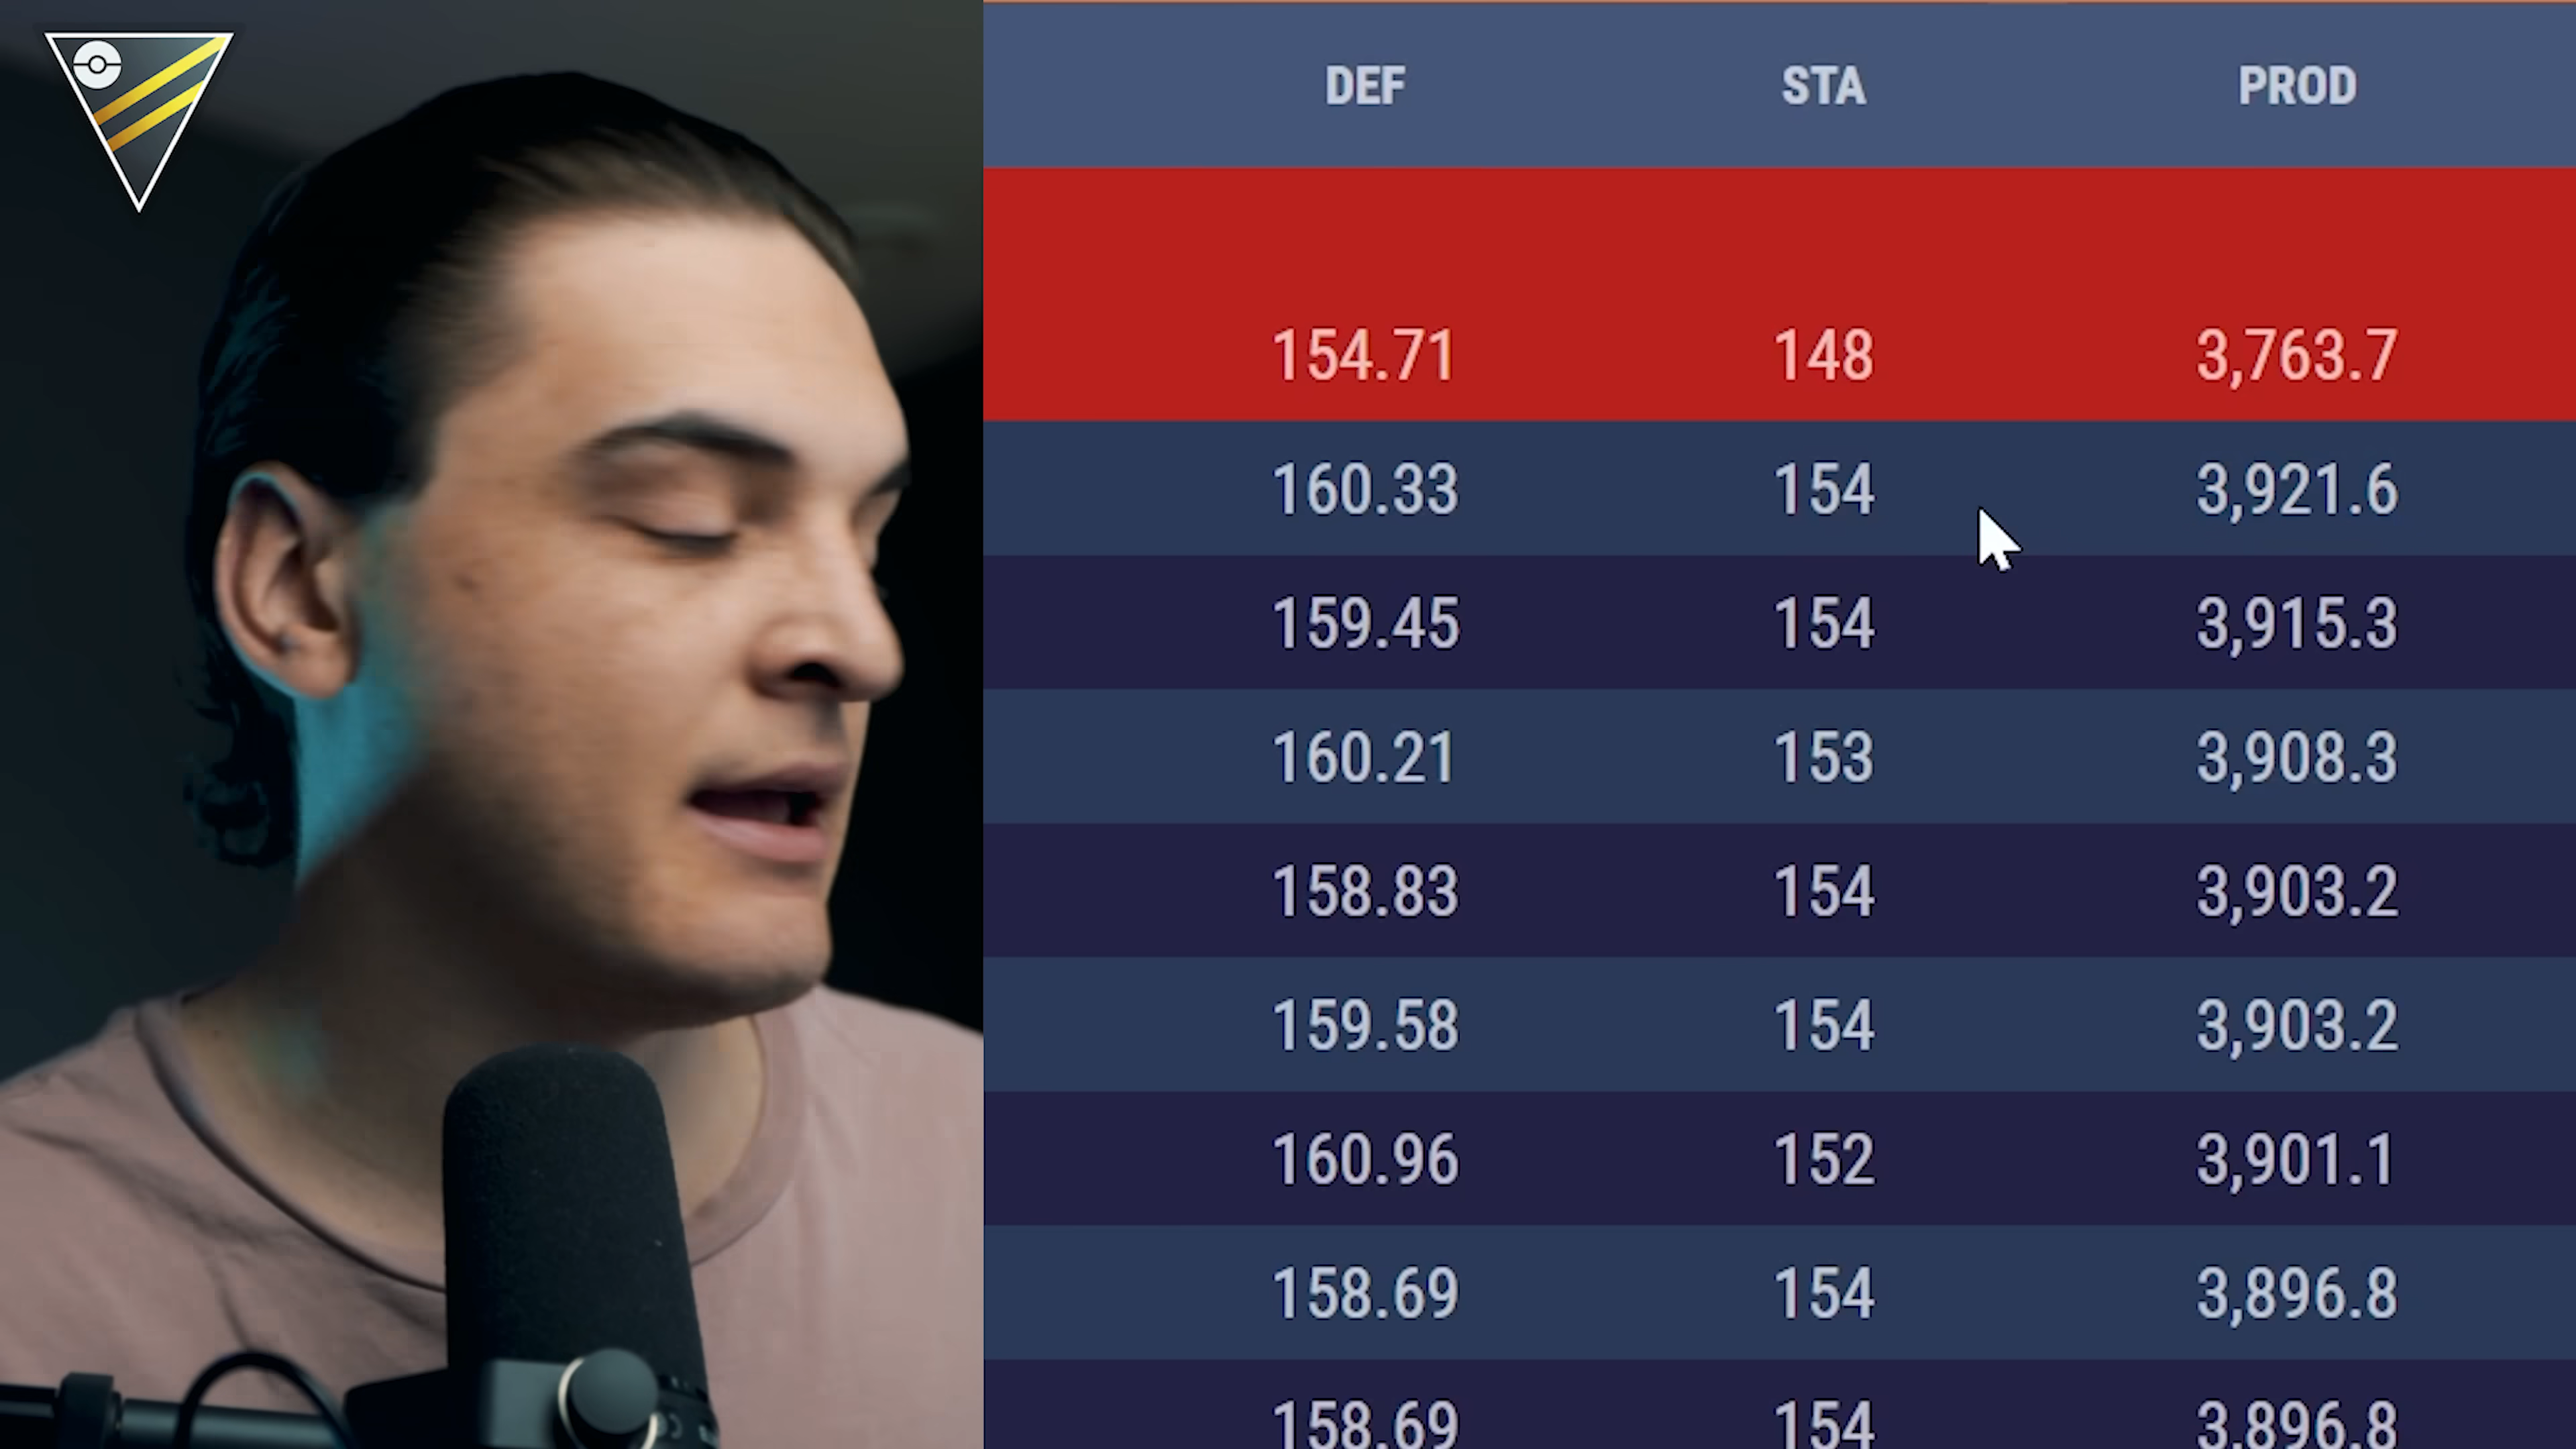 DEF STA PROD
154.71 148 3,763.7
160.33 154 3,921.6
159.45 154 3,915.3
160.21 153 3,908.3
158.83 154 3,903.2
159.58 154 3,903.2
160.96 152 3,901.1
158.69 154 3,896.8
158.69 154 3,896.8